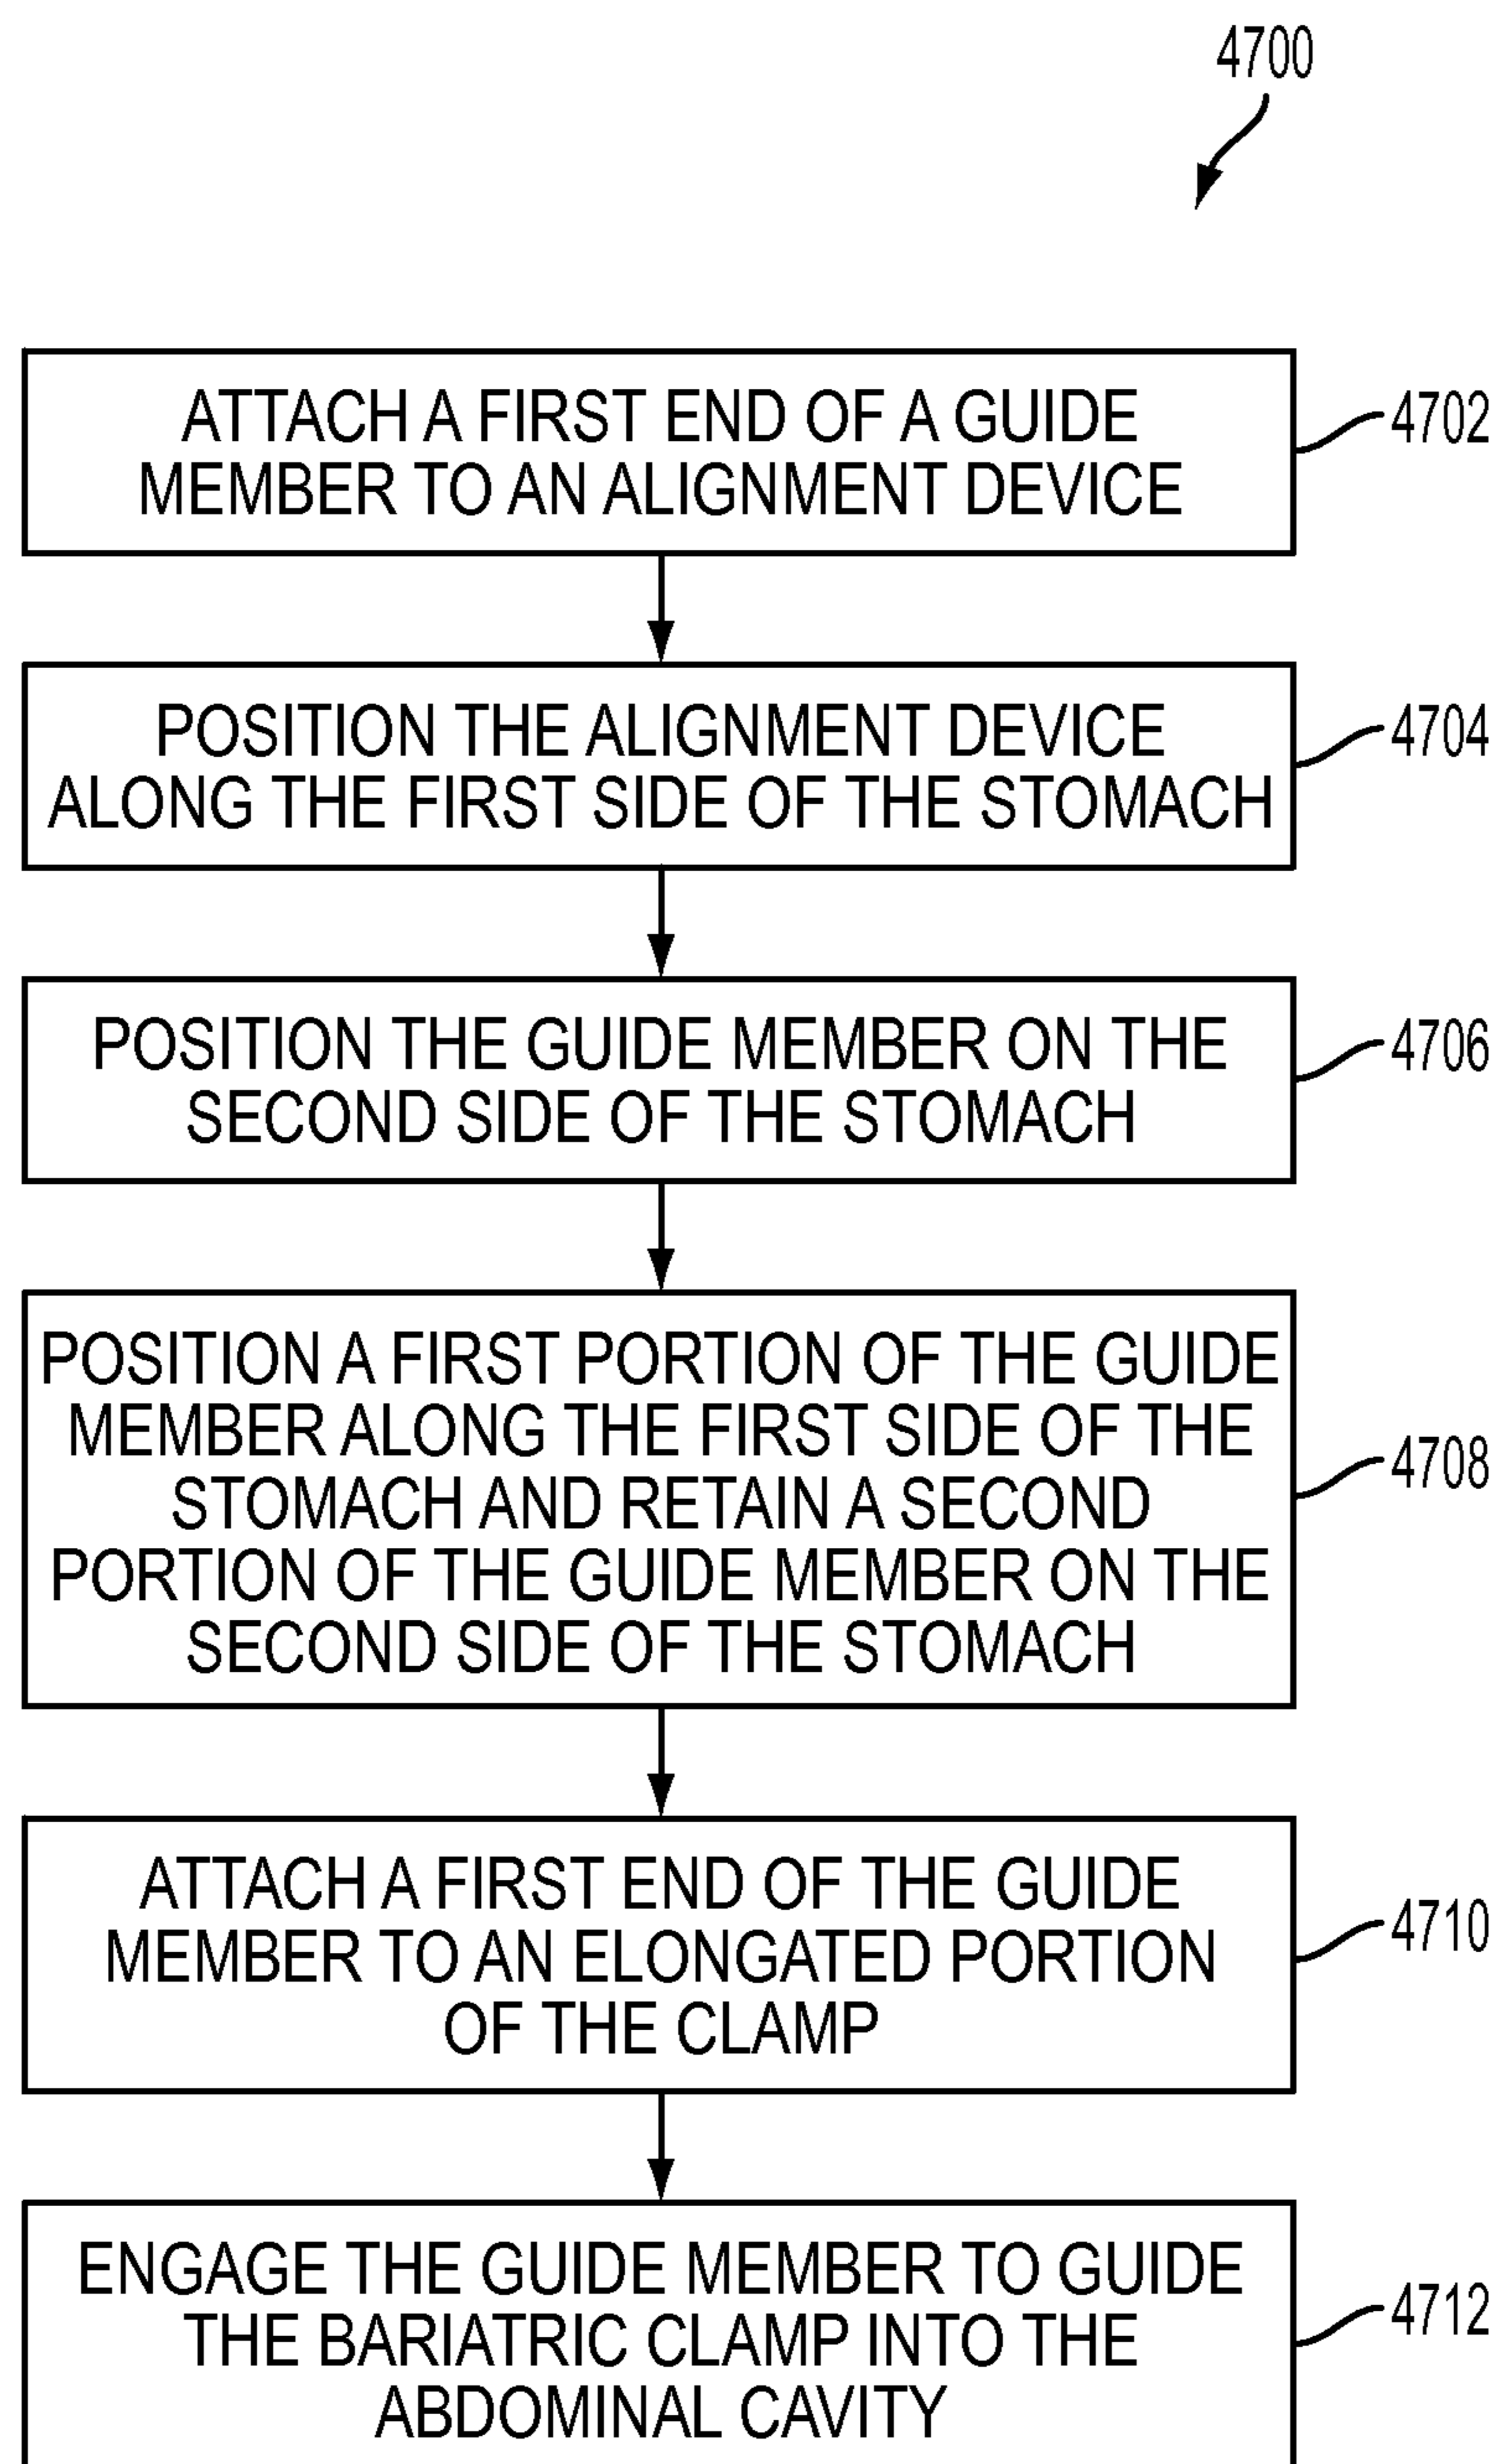 4700
ATTACH A FIRST END OF A GUIDE
MEMBER TO AN ALIGNMENT DEVICE
4702
POSITION THE ALIGNMENT DEVICE
ALONG THE FIRST SIDE OF THE STOMACH
4704
POSITION THE GUIDE MEMBER ON THE
SECOND SIDE OF THE STOMACH
4706
POSITION A FIRST PORTION OF THE GUIDE
MEMBER ALONG THE FIRST SIDE OF THE
STOMACH AND RETAIN A SECOND
PORTION OF THE GUIDE MEMBER ON THE
SECOND SIDE OF THE STOMACH
4708
ATTACH A FIRST END OF THE GUIDE
MEMBER TO AN ELONGATED PORTION
OF THE CLAMP
4710
ENGAGE THE GUIDE MEMBER TO GUIDE
THE BARIATRIC CLAMP INTO THE
ABDOMINAL CAVITY
4712